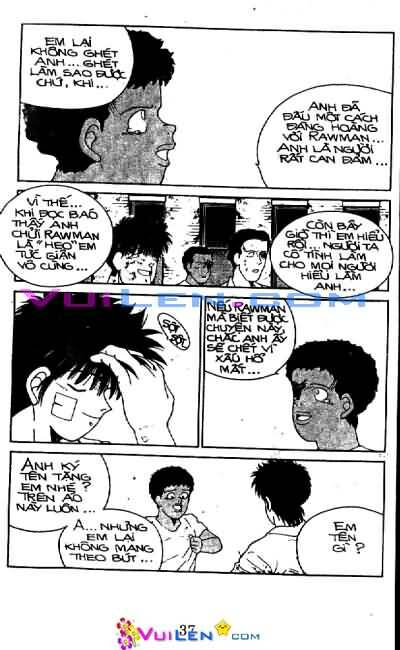 EM LẠI
KHÔNG GHÉT
ANH... GHÉT
LÀM SAO ĐƯỢC
CHỨ, KHI...
ANH ĐÃ
ĐẤU MỘT CÁCH
ĐÀNG HOÀNG
VỚI RAWMAN...
ANH LÀ NGƯỜI
RẤT CAN ĐẢM...
VÌ THẾ...
KHI ĐỌC BÁO
THẤY ANH
CHỬI RAWMAN
LÀ "HEO" EM
TỨC GIẬN
VÔ CÙNG...
CÒN BÂY
GIỜ THÌ EM HIỂU
RỒI... NGƯỜI TA
CỐ TÌNH LÀM
CHO MỌI NGƯỜI
HIỂU LẦM
ANH...
VUILEN.COM
SỘT
SỘT
NẾU RAWMAN
MÀ BIẾT ĐƯỢC
CHUYỆN NÀY,
CHẮC ANH ẤY
SẼ CHẾT VÌ
XẤU HỔ
MẤT...
ANH KÝ
TÊN TẶNG
EM NHÉ?
TRÊN ÁO
NÀY LUÔN...
A... NHƯNG
EM LẠI
KHÔNG MANG
THEO BÚT...
EM
TÊN
GÌ?
37
VUILEN.COM